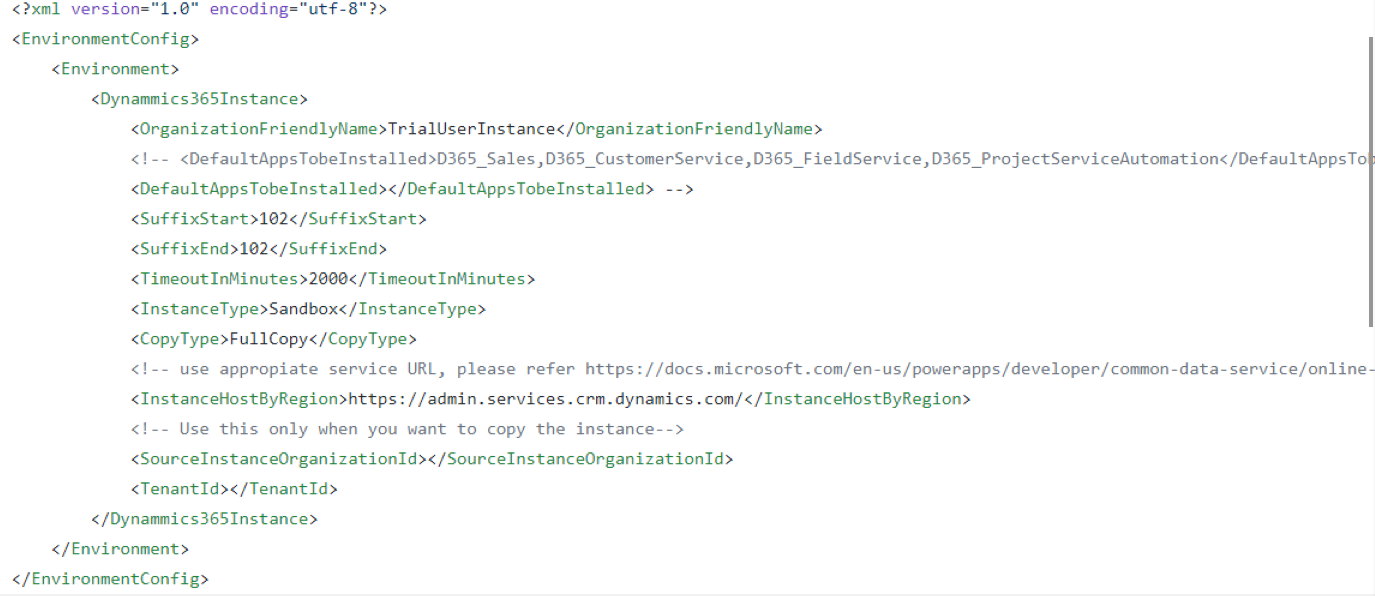 <?xml version="1.0" encoding="utf-8"?>
<EnvironmentConfig>
    <Environment>
        <Dynammics365Instance>
            <OrganizationFriendlyName>TrialUserInstance</OrganizationFriendlyName>
            <!-- <DefaultAppsTobeInstalled>D365_Sales,D365_CustomerService,D365_FieldService,D365_ProjectServiceAutomation</DefaultAppsTob
            <DefaultAppsTobeInstalled></DefaultAppsTobeInstalled> -->
            <SuffixStart>102</SuffixStart>
            <SuffixEnd>102</SuffixEnd>
            <TimeoutInMinutes>2000</TimeoutInMinutes>
            <InstanceType>Sandbox</InstanceType>
            <CopyType>FullCopy</CopyType>
            <!-- use appropiate service URL, please refer https://docs.microsoft.com/en-us/powerapps/developer/common-data-service/online-
            <InstanceHostByRegion>https://admin.services.crm.dynamics.com/</InstanceHostByRegion>
            <!-- Use this only when you want to copy the instance-->
            <SourceInstanceOrganizationId></SourceInstanceOrganizationId>
            <TenantId></TenantId>
        </Dynammics365Instance>
    </Environment>
</EnvironmentConfig>